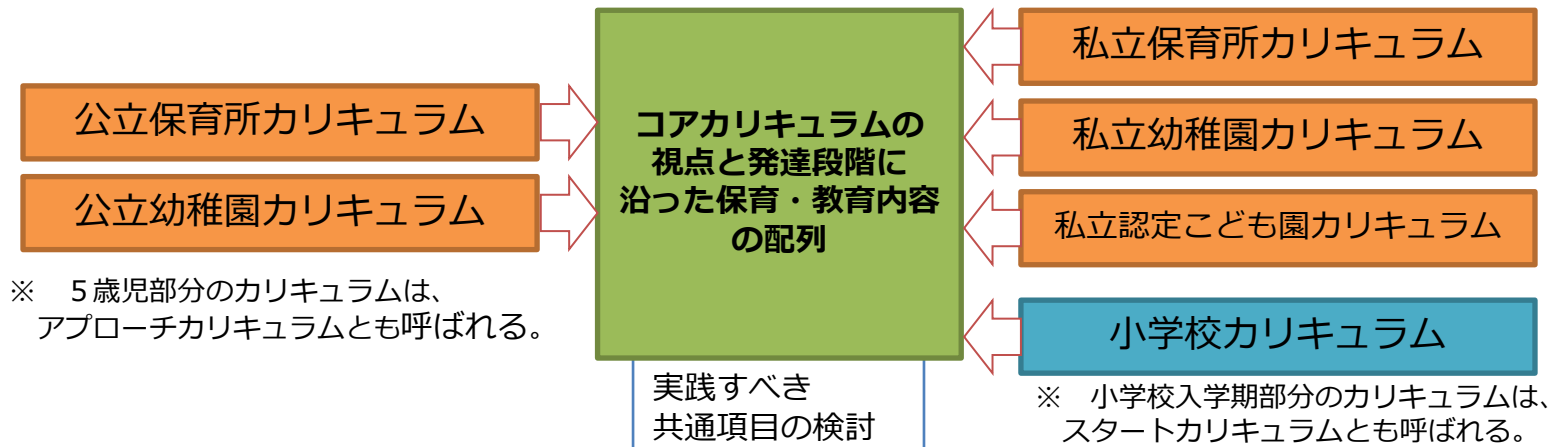 公立保育所カリキュラム
公立幼稚園カリキュラム
※　５歳児部分のカリキュラムは、
アプローチカリキュラムとも呼ばれる。
コアカリキュラムの
視点と発達段階に
沿った保育・教育内容
の配列
実践すべき
共通項目の検討
私立保育所カリキュラム
私立幼稚園カリキュラム
私立認定こども園カリキュラム
小学校カリキュラム
※　小学校入学期部分のカリキュラムは、
スタートカリキュラムとも呼ばれる。